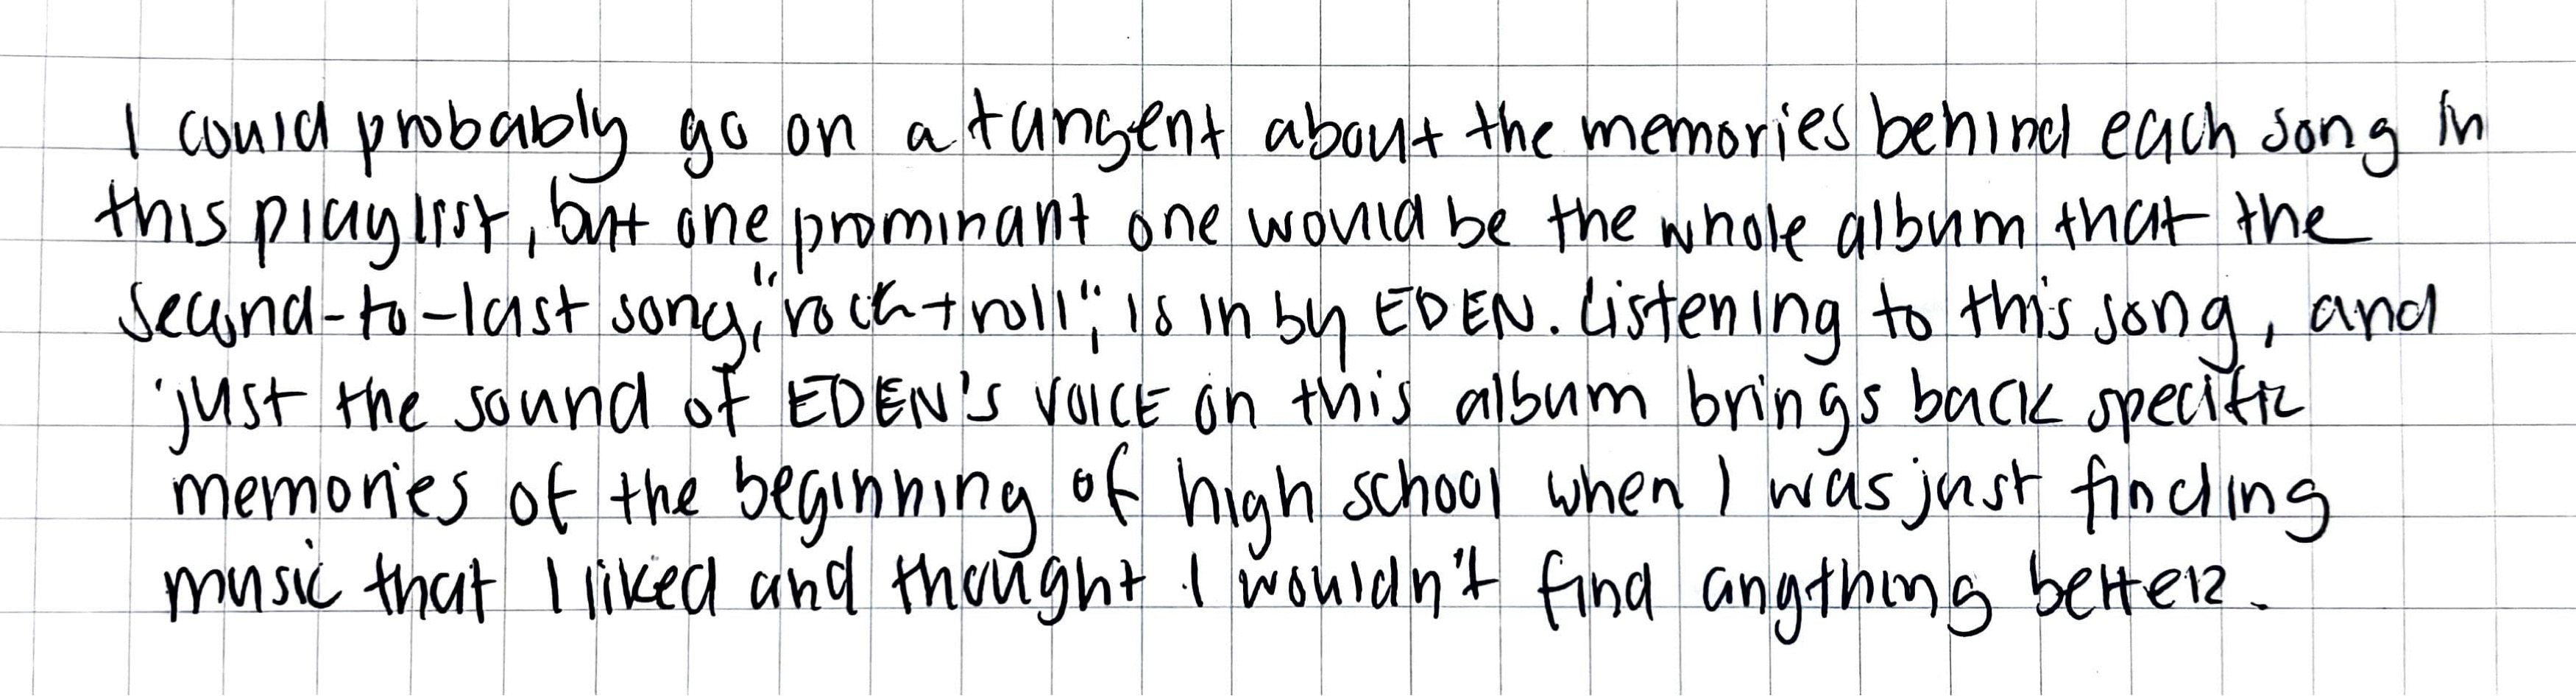 I could probably go on a tangent about the memories behind each song in
this playlist, but one prominant one would be the whole album that the
second-to-last song, "rock + roll", is in by EDEN. Listening to this song, and
just the sound of EDEN's voice on this album brings back specific
memories of the beginning of high school when I was just finding
music that I liked and thought I wouldn't find angthing better.